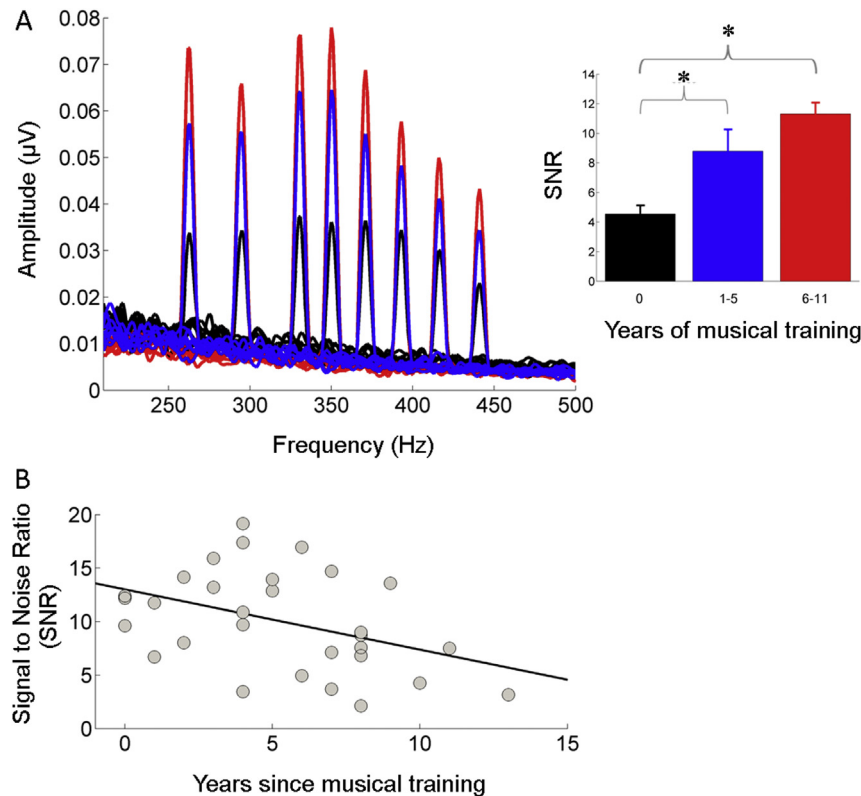 A
Amplitude (µV)
0.08
0.07
0.06
0.05
0.04
0.03
0.02
0.01
0
250 300 350 400 450 500
Frequency (Hz)
* *
SNR
14
12
10
8
6
4
2
0
0 1-5 6-11
Years of musical training
B
Signal to Noise Ratio
(SNR)
20
15
10
5
0
0 5 10 15
Years since musical training